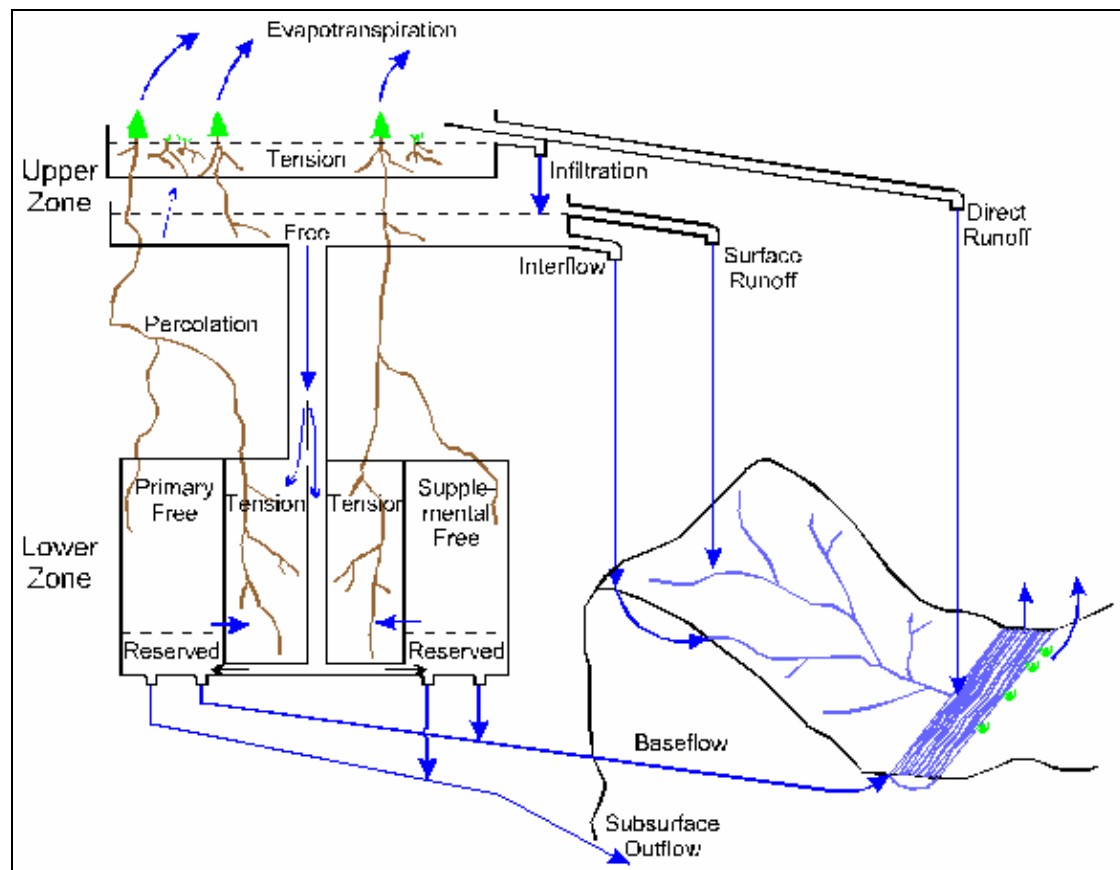 Evapotranspiration
Upper
Zone
Tension
Infiltration
Direct
Runoff
Free
Interflow
Surface
Runoff
Percolation
Lower
Zone
Primary
Free
Tension
Tension
Supple-
mental
Free
Reserved
Reserved
Baseflow
Subsurface
Outflow